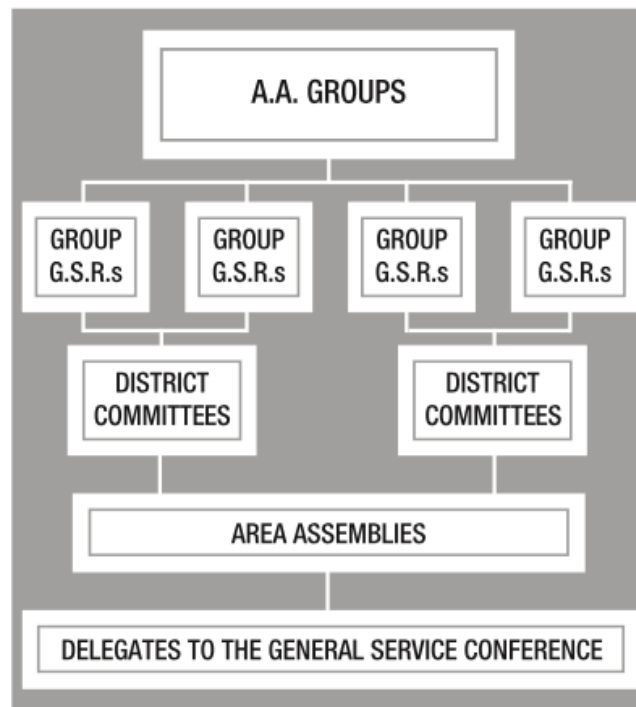 A.A. GROUPS
GROUP
G.S.R.s
GROUP
G.S.R.s
GROUP
G.S.R.s
GROUP
G.S.R.s
DISTRICT
COMMITTEES
DISTRICT
COMMITTEES
AREA ASSEMBLIES
DELEGATES TO THE GENERAL SERVICE CONFERENCE